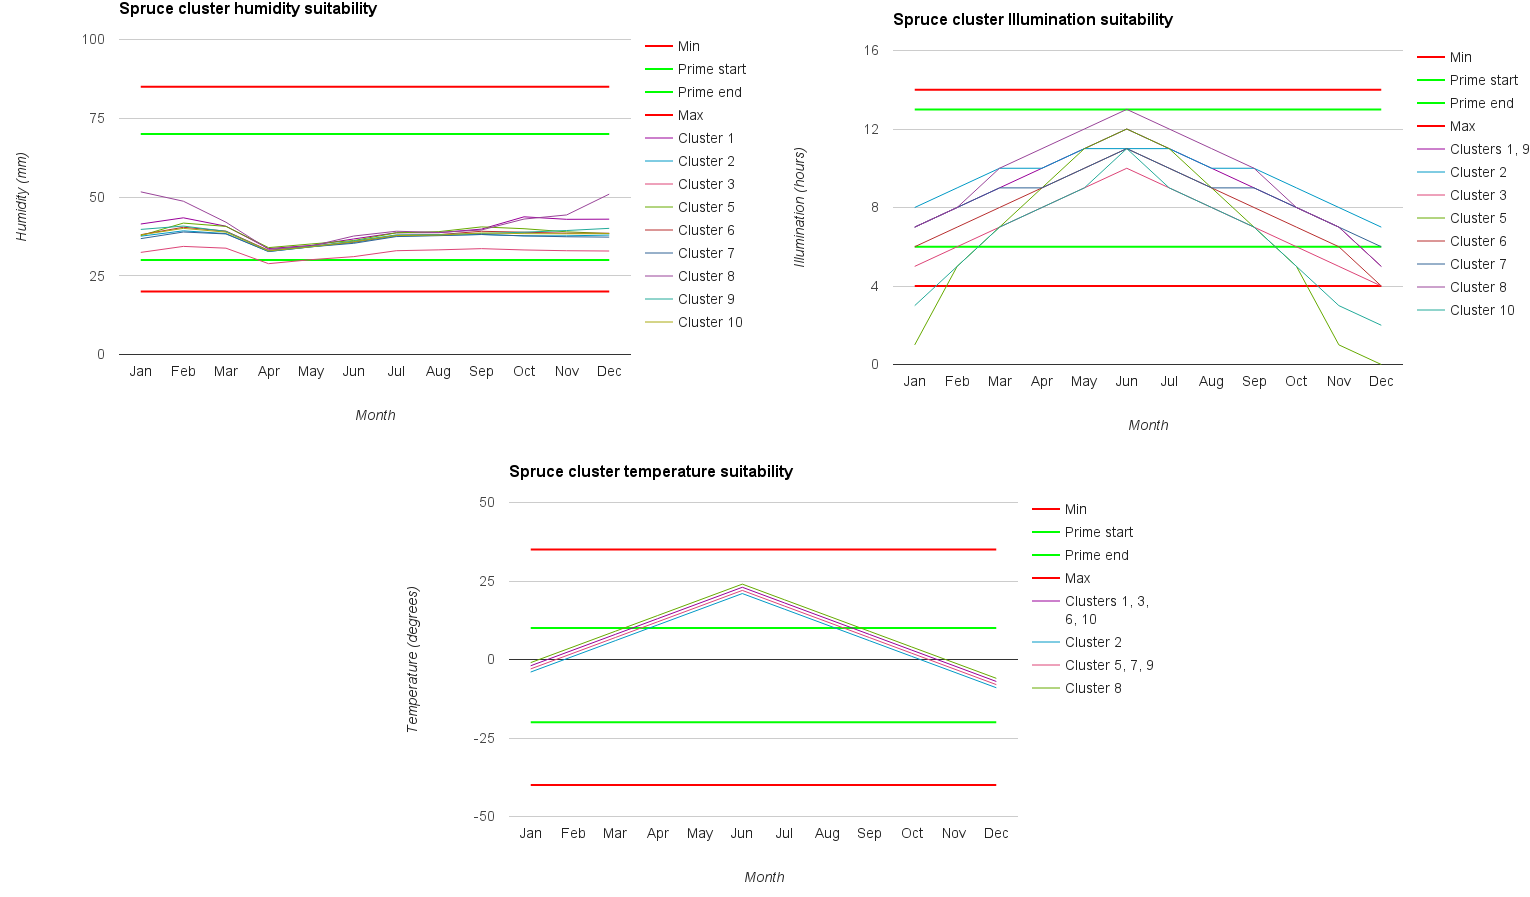 Spruce cluster humidity suitability
100
75
50
25
0
Humidity (mm)
Jan Feb Mar Apr May Jun Jul Aug Sep Oct Nov Dec
Month
Min
Prime start
Prime end
Max
Cluster 1
Cluster 2
Cluster 3
Cluster 5
Cluster 6
Cluster 7
Cluster 8
Cluster 9
Cluster 10
Spruce cluster Illumination suitability
16
12
8
4
0
Illumination (hours)
Jan Feb Mar Apr May Jun Jul Aug Sep Oct Nov Dec
Month
Min
Prime start
Prime end
Max
Clusters 1, 9
Cluster 2
Cluster 3
Cluster 5
Cluster 6
Cluster 7
Cluster 8
Cluster 10
Spruce cluster temperature suitability
50
25
0
-25
-50
Temperature (degrees)
Jan Feb Mar Apr May Jun Jul Aug Sep Oct Nov Dec
Month
Min
Prime start
Prime end
Max
Clusters 1, 3,
6, 10
Cluster 2
Cluster 5, 7, 9
Cluster 8